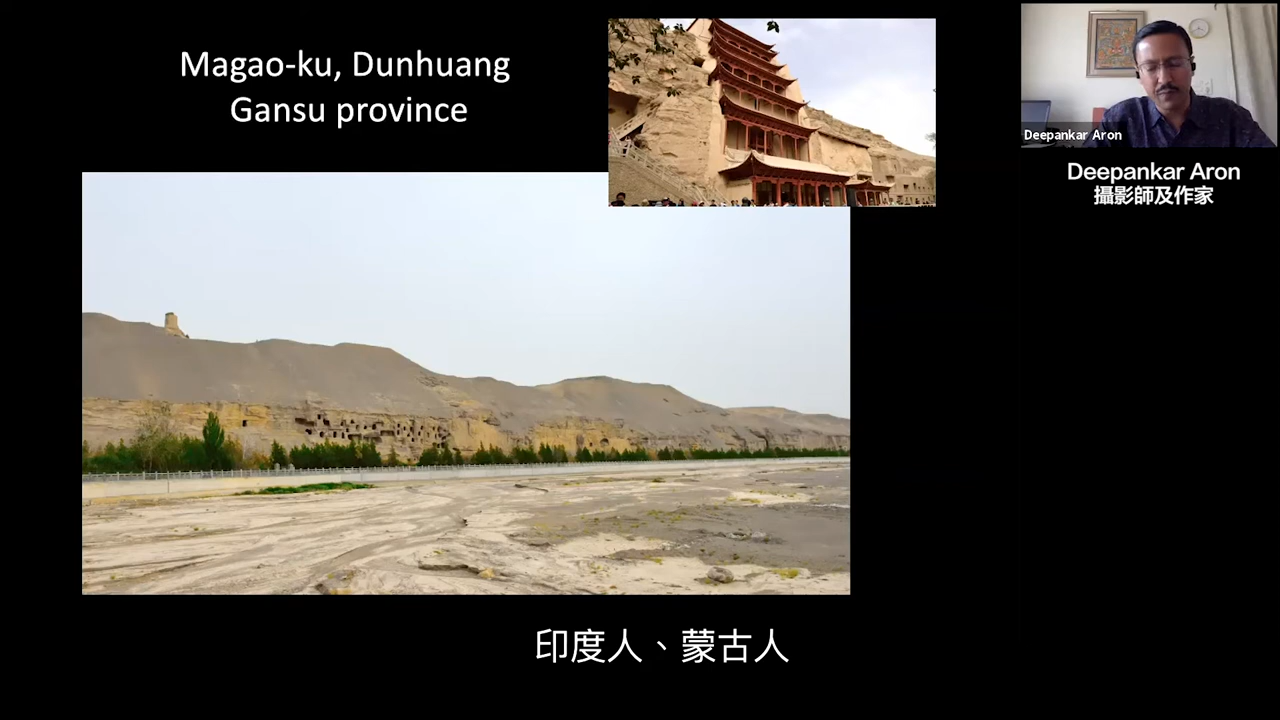 Magao-ku, Dunhuang
Gansu province
Deepankar Aron
Deepankar Aron
攝影師及作家
印度人、蒙古人